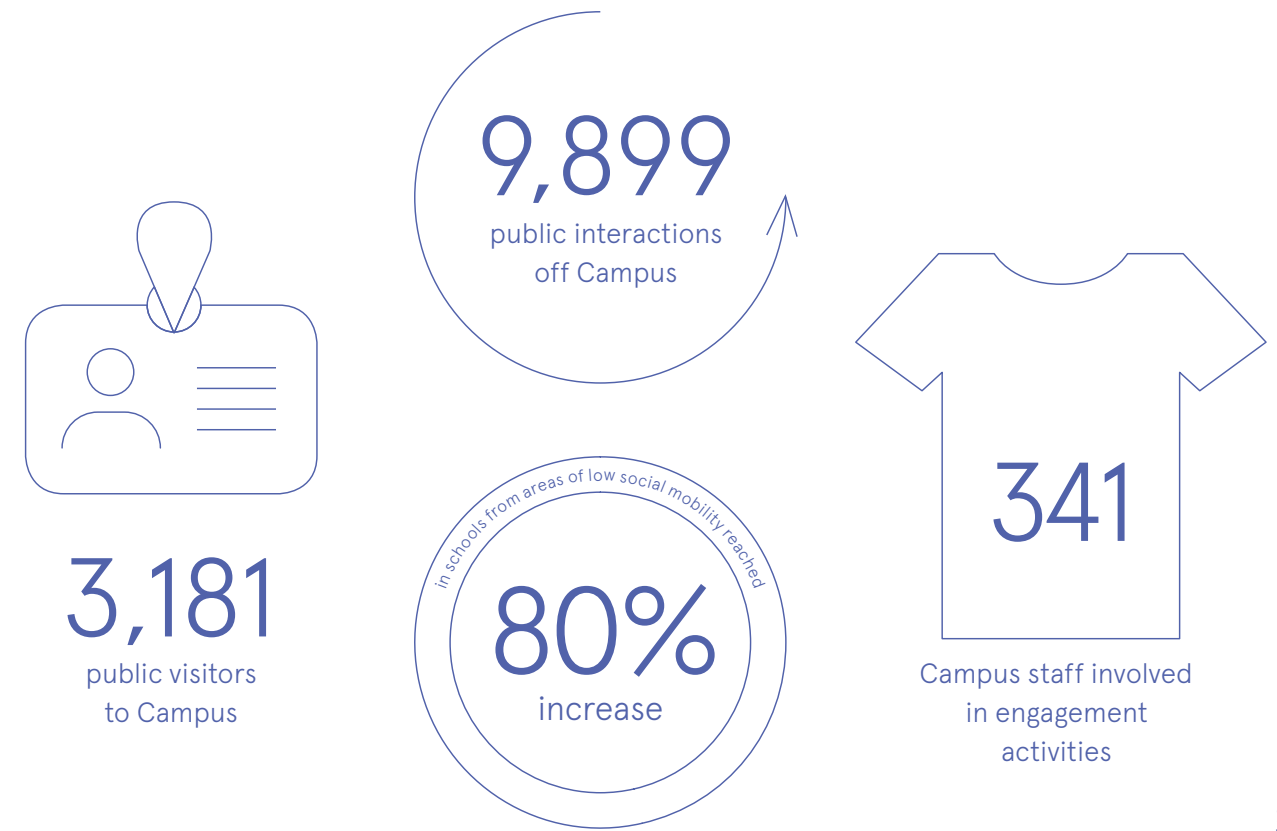 9,899
public interactions
off Campus
3,181
public visitors
to Campus
in schools from areas of low social mobility reached
80%
increase
341
Campus staff involved
in engagement
activities